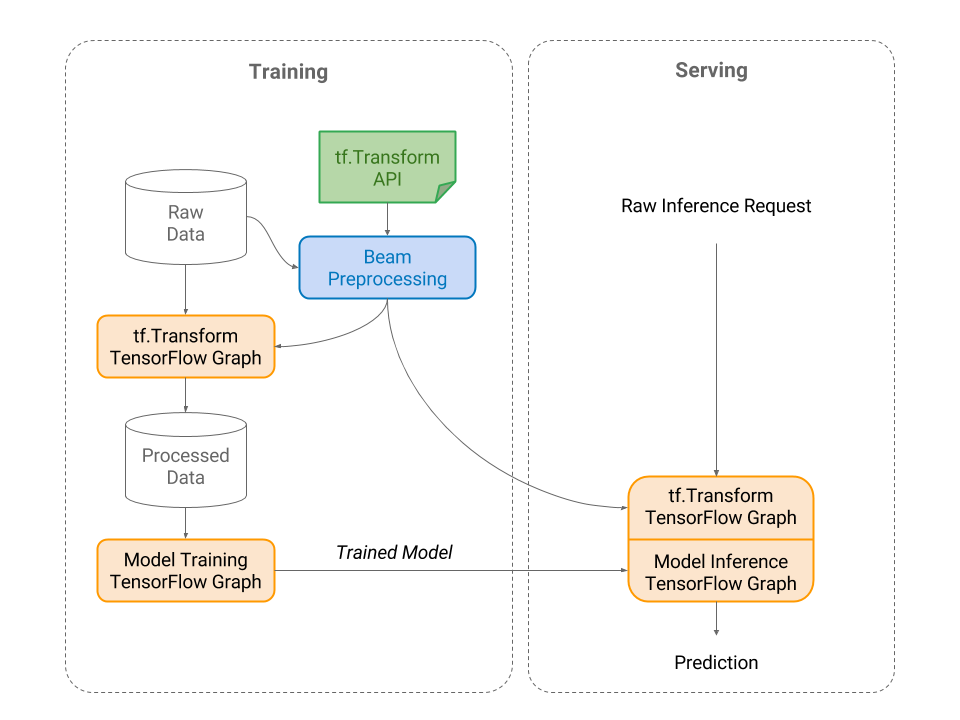 Training
Serving
tf.Transform
API
Raw
Data
Raw Inference Request
Beam
Preprocessing
tf.Transform
TensorFlow Graph
Processed
Data
tf.Transform
TensorFlow Graph
Trained Model
Model Training
TensorFlow Graph
Model Inference
TensorFlow Graph
Prediction